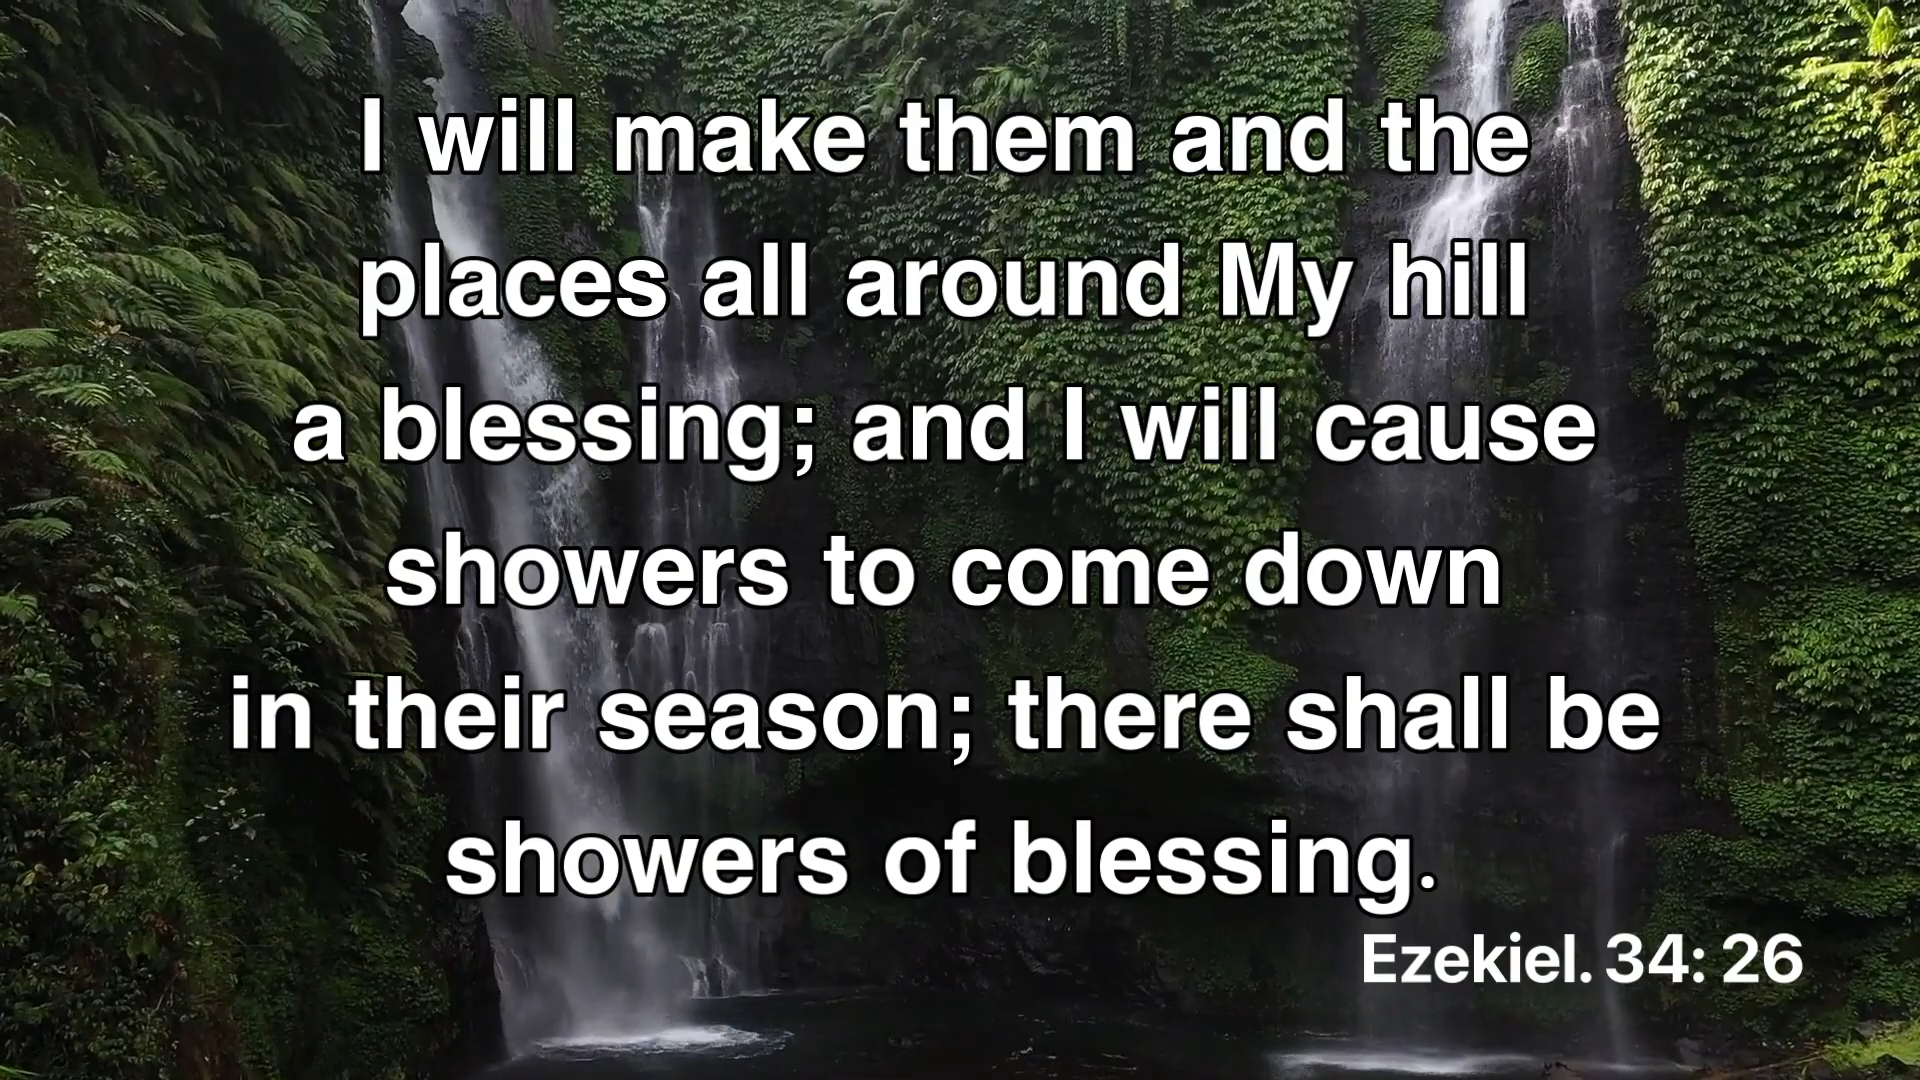 I will make them and the
places all around My hill
a blessing; and I will cause
showers to come down
in their season; there shall be
showers of blessing.
Ezekiel. 34: 26